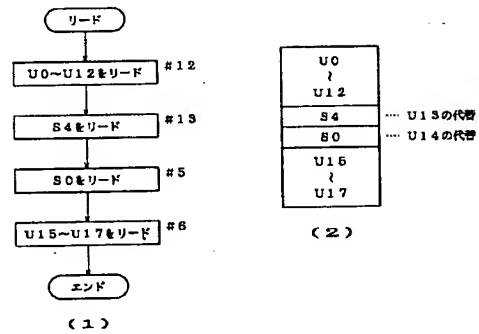 リード
U0～U12をリード #12
S4をリード #13
S0をリード #5
U15～U17をリード #6
エンド
(1)
U0
～
U12
S4 … U13の代替
S0 … U14の代替
U15
～
U17
(2)